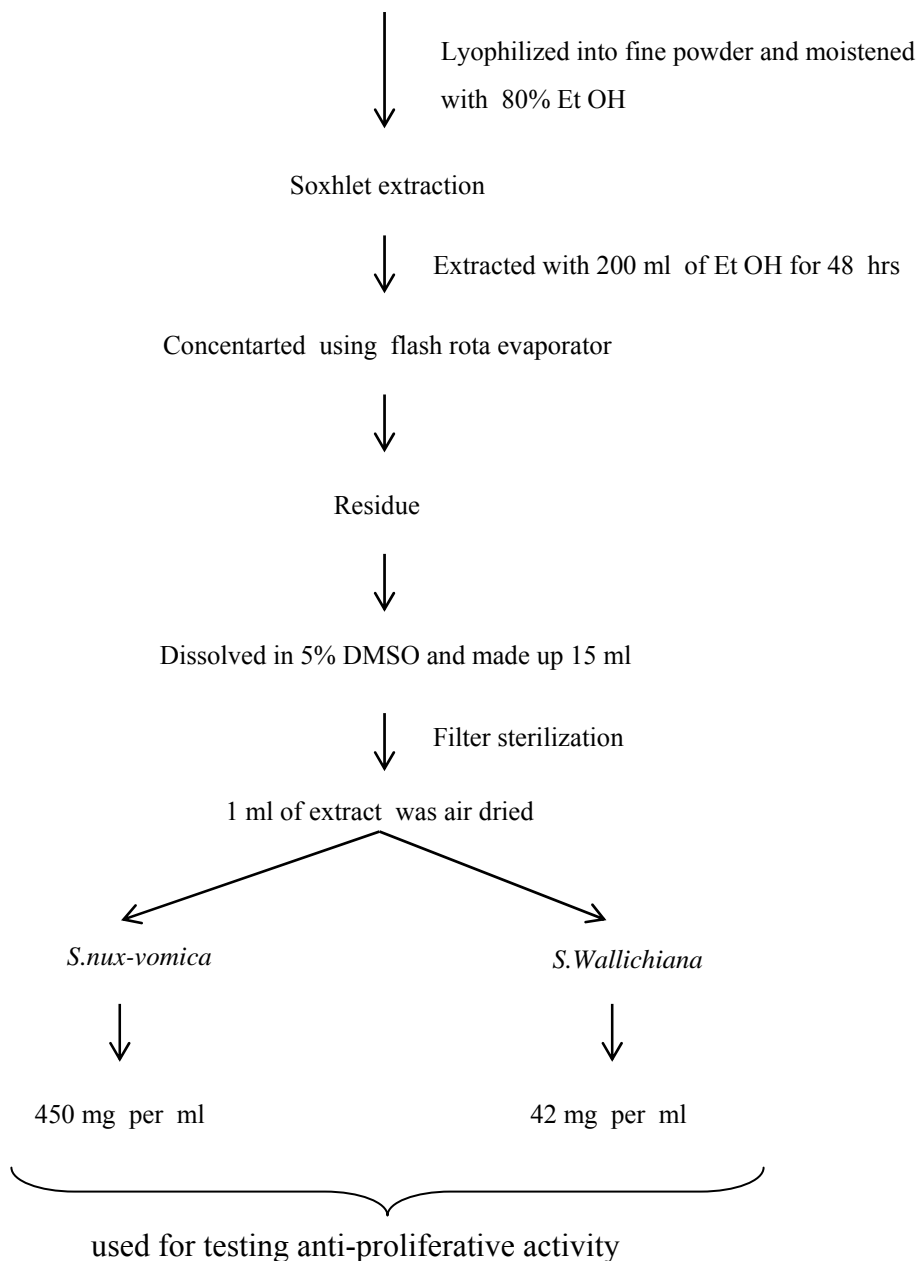 Lyophilized into fine powder and moistened
with 80% Et OH
Soxhlet extraction
Extracted with 200 ml of Et OH for 48 hrs
Concentarted using flash rota evaporator
Residue
Dissolved in 5% DMSO and made up 15 ml
Filter sterilization
1 ml of extract was air dried
S.nux-vomica S.Wallichiana
450 mg per ml 42 mg per ml
used for testing anti-proliferative activity